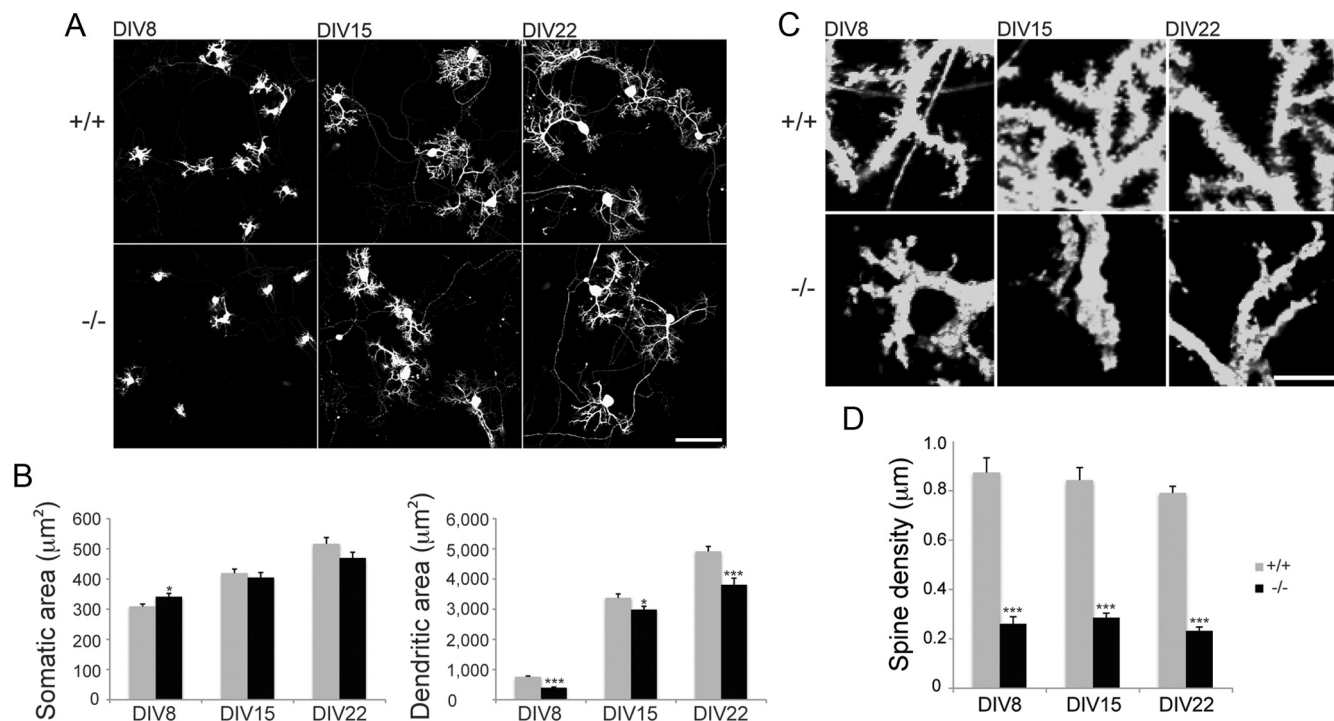 A
DIV8 DIV15 DIV22
+/+
-/-
C
DIV8 DIV15 DIV22
+/+
-/-
B
Somatic area (μm²)
600
500
400
300
200
100
0
* 
DIV8 DIV15 DIV22
Dendritic area (μm²)
6,000
5,000
4,000
3,000
2,000
1,000
0
*** * ***
DIV8 DIV15 DIV22
D
Spine density (μm)
1.0
0.8
0.6
0.4
0.2
0
*** *** ***
DIV8 DIV15 DIV22
+/+
-/-